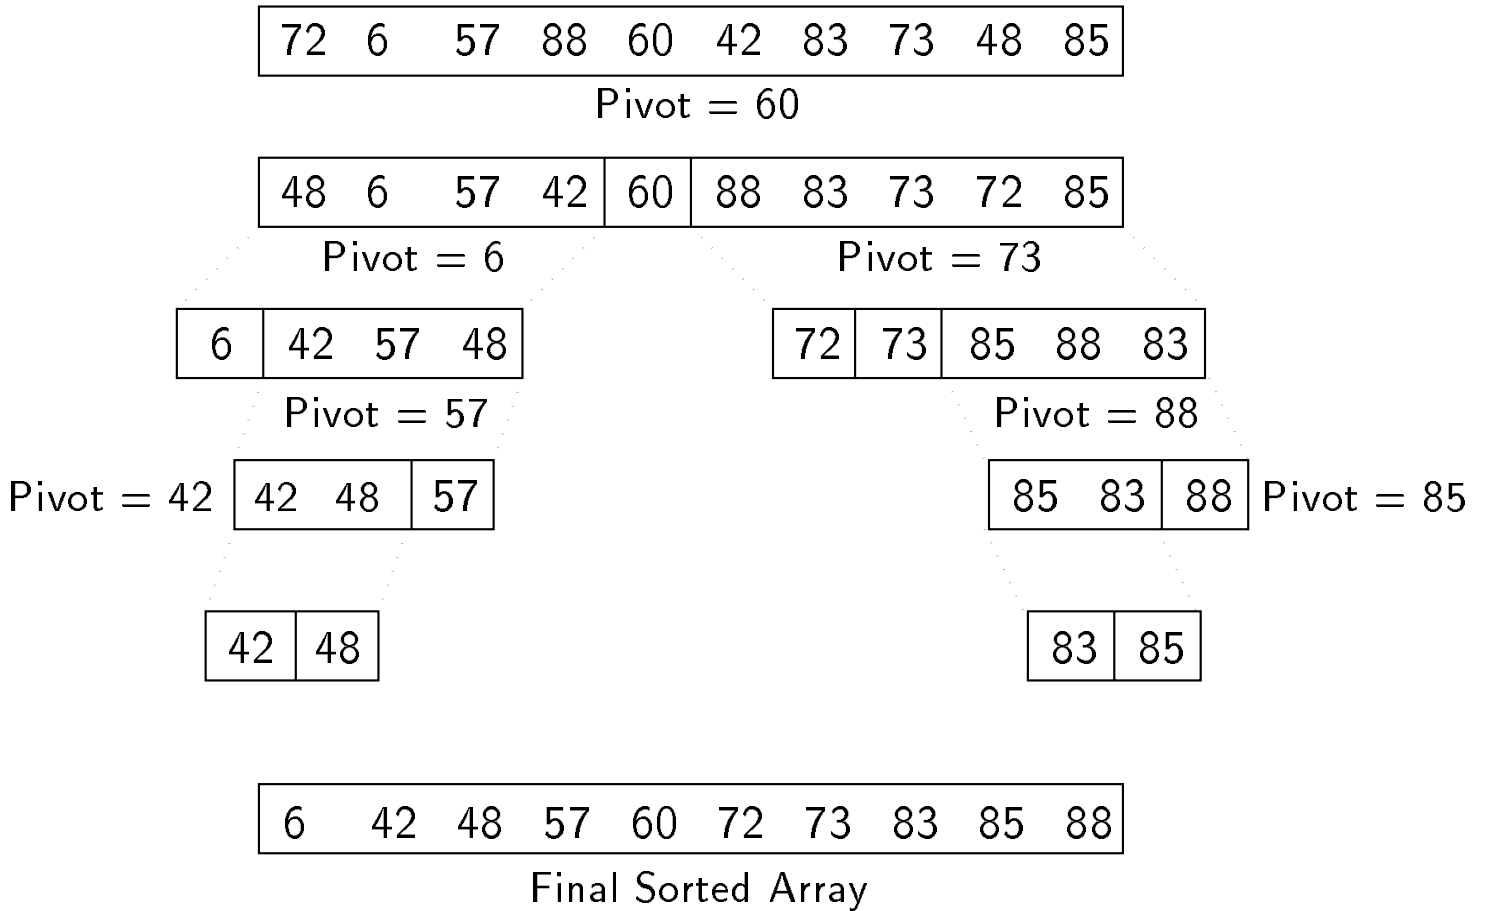 72 6 57 88 60 42 83 73 48 85
Pivot = 60
48 6 57 42 60 88 83 73 72 85
Pivot = 6 Pivot = 73
6 42 57 48 72 73 85 88 83
Pivot = 57 Pivot = 88
Pivot = 42 42 48 57 85 83 88 Pivot = 85
42 48 83 85
6 42 48 57 60 72 73 83 85 88
Final Sorted Array